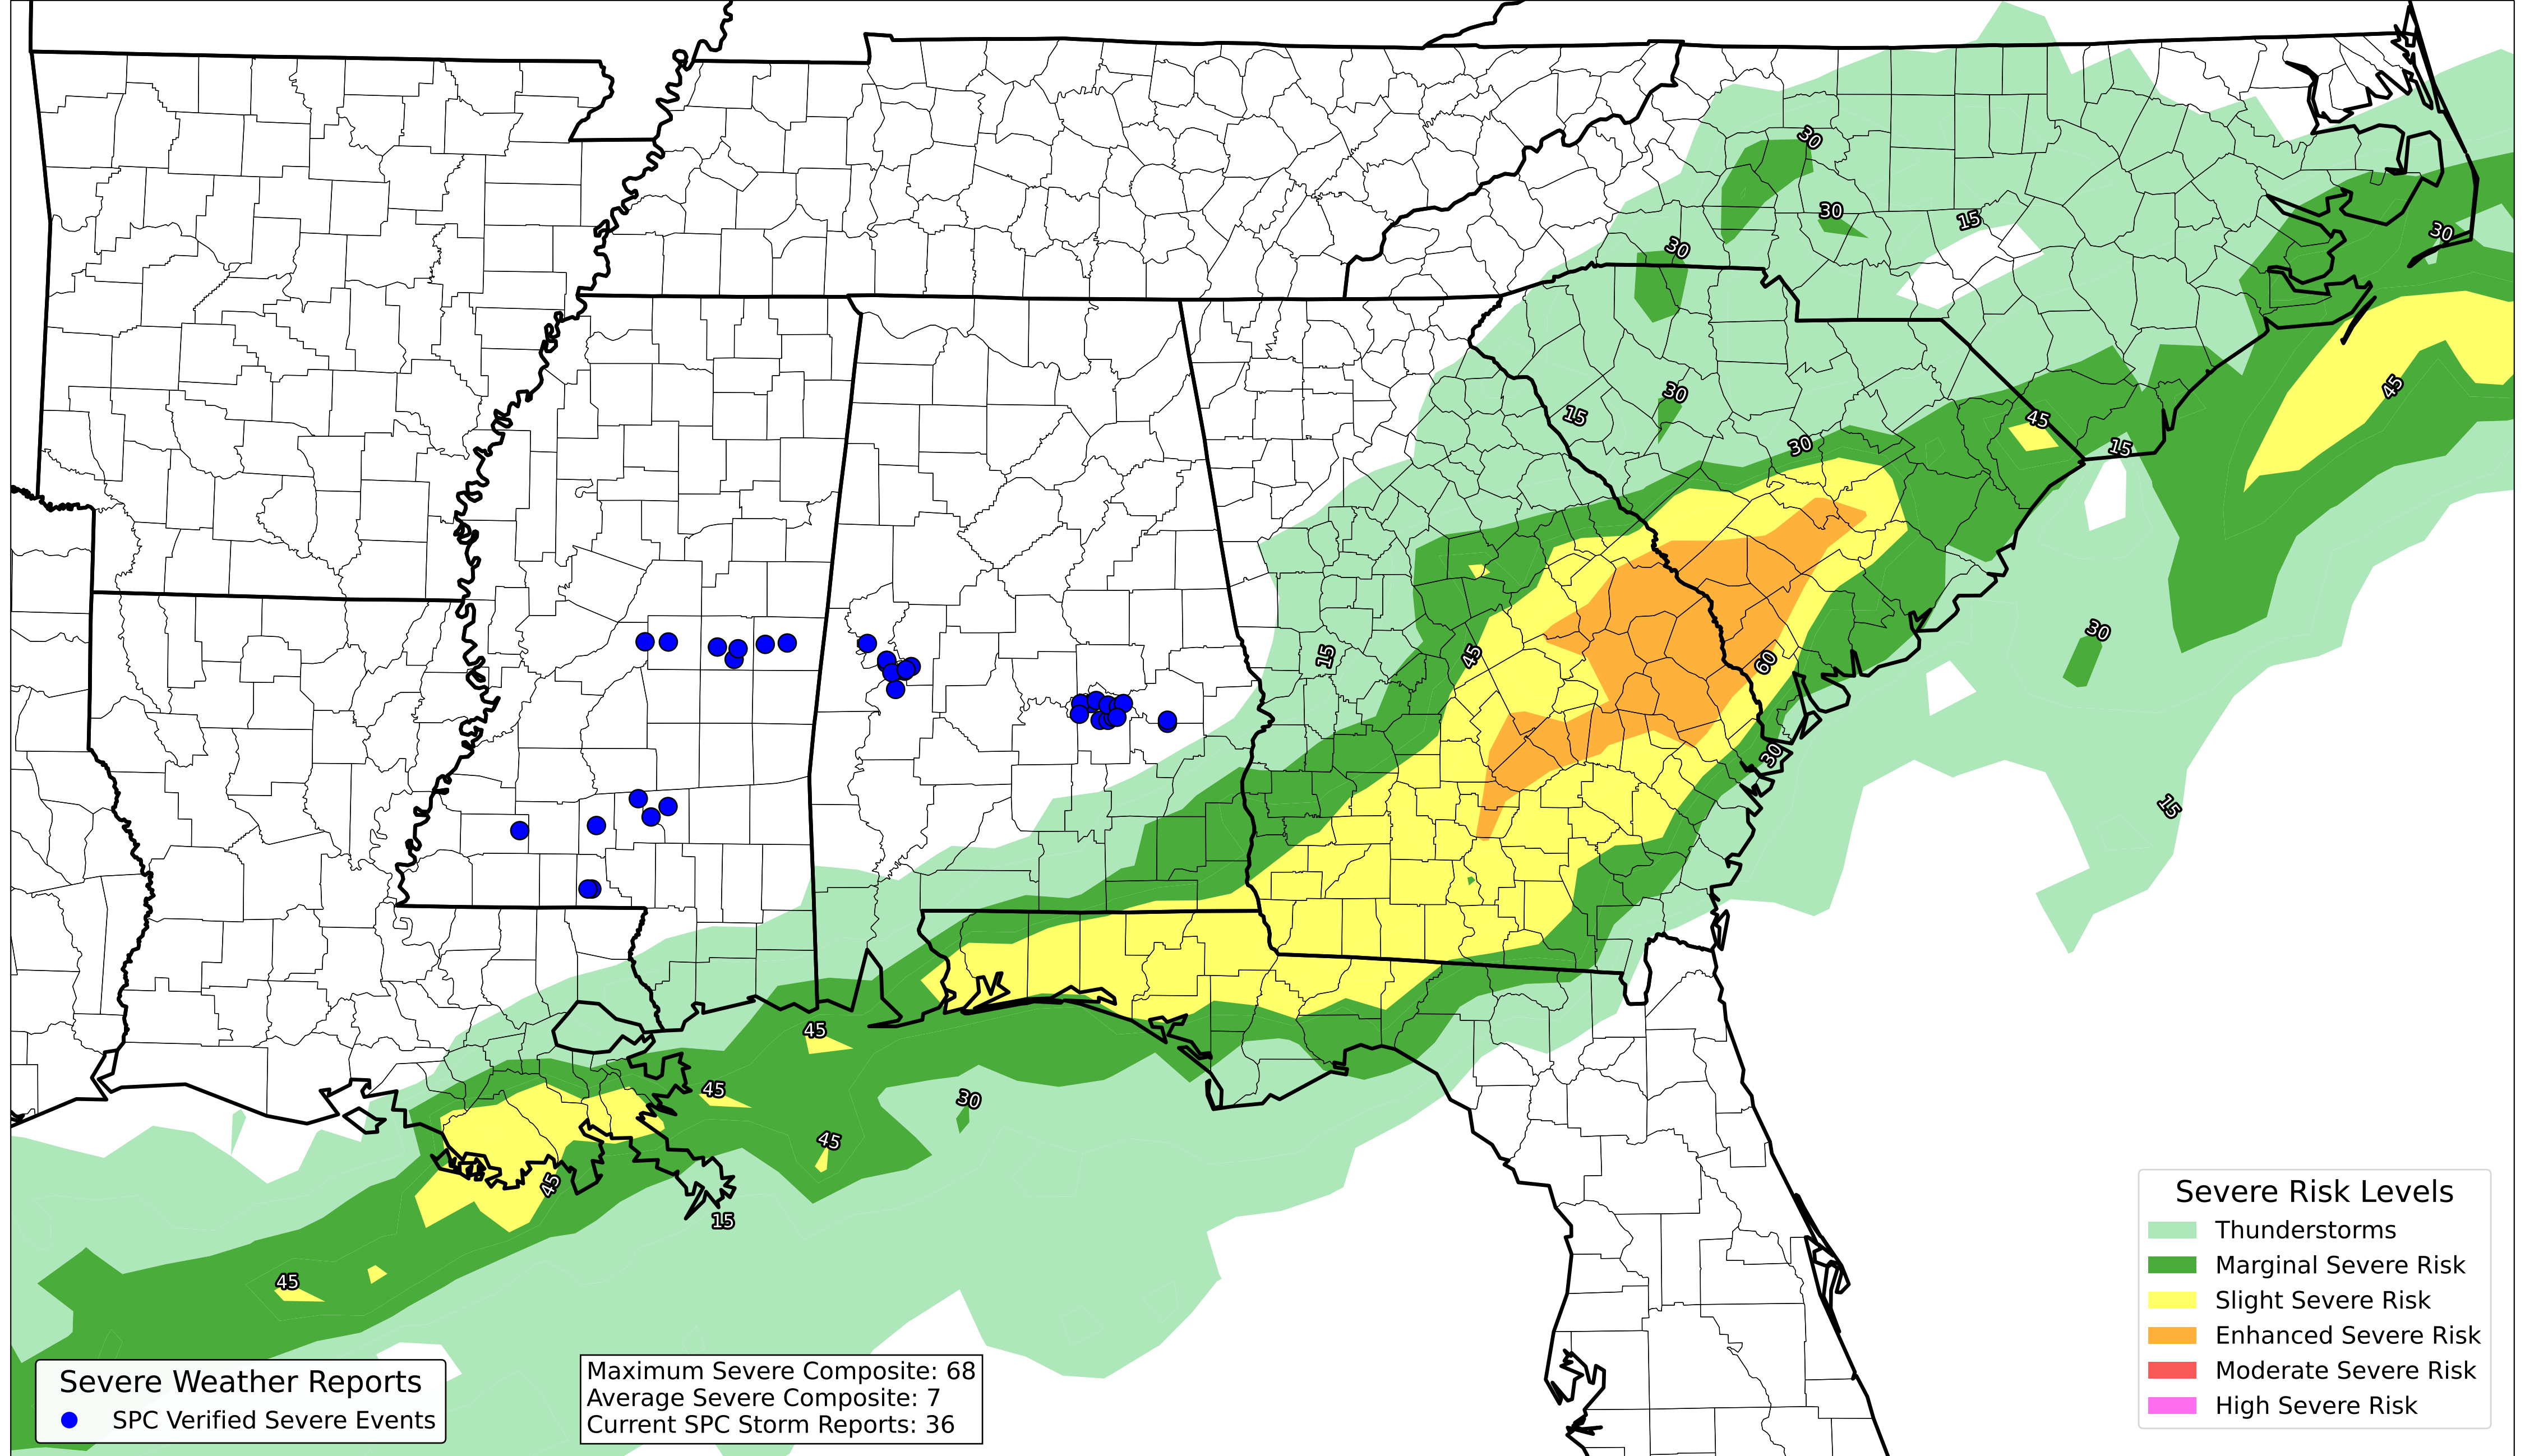 30
30
15
30
30
45
30
15
30
45
15
30
15
45
60
30
15
45
45
30
45
45
15
45
Severe Risk Levels
Thunderstorms
Marginal Severe Risk
Slight Severe Risk
Enhanced Severe Risk
Moderate Severe Risk
High Severe Risk
Severe Weather Reports
SPC Verified Severe Events
Maximum Severe Composite: 68
Average Severe Composite: 7
Current SPC Storm Reports: 36